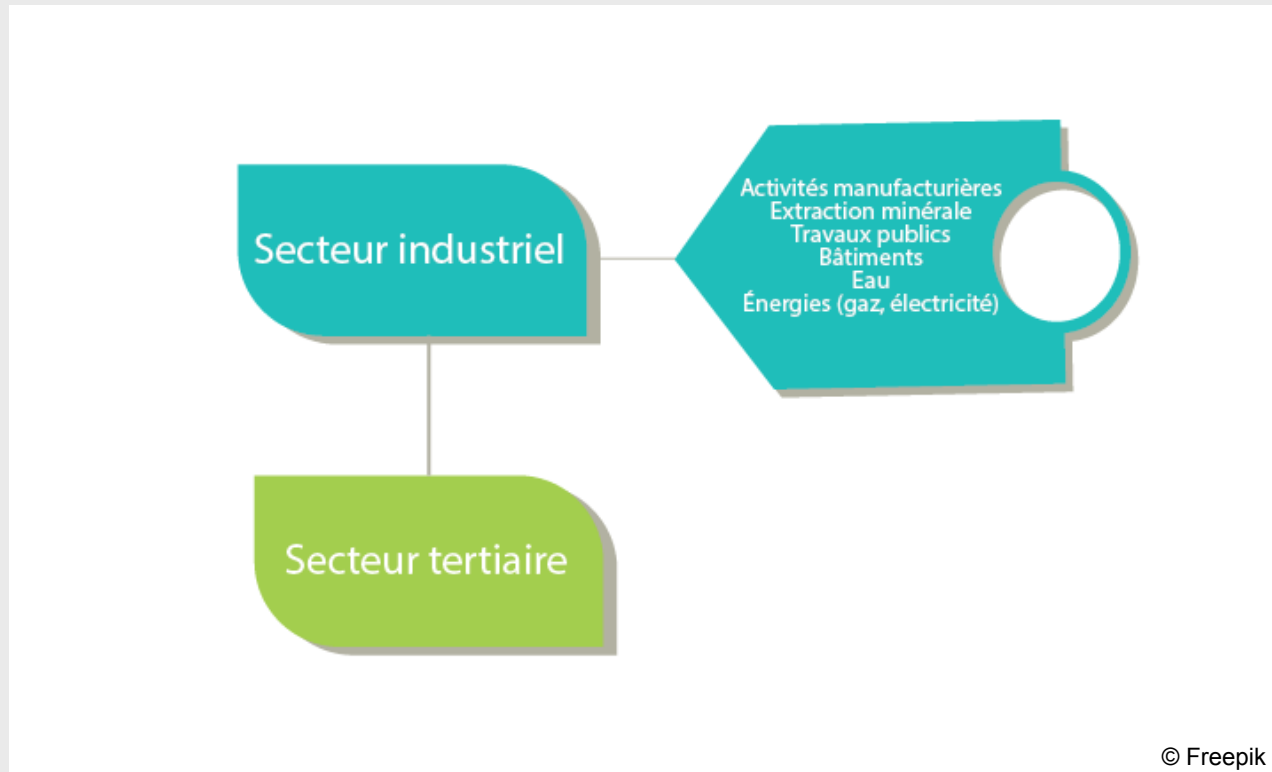 Secteur industriel
Activités manufacturières
Extraction minérale
Travaux publics
Bâtiments
Eau
Énergies (gaz, électricité)
Secteur tertiaire
© Freepik